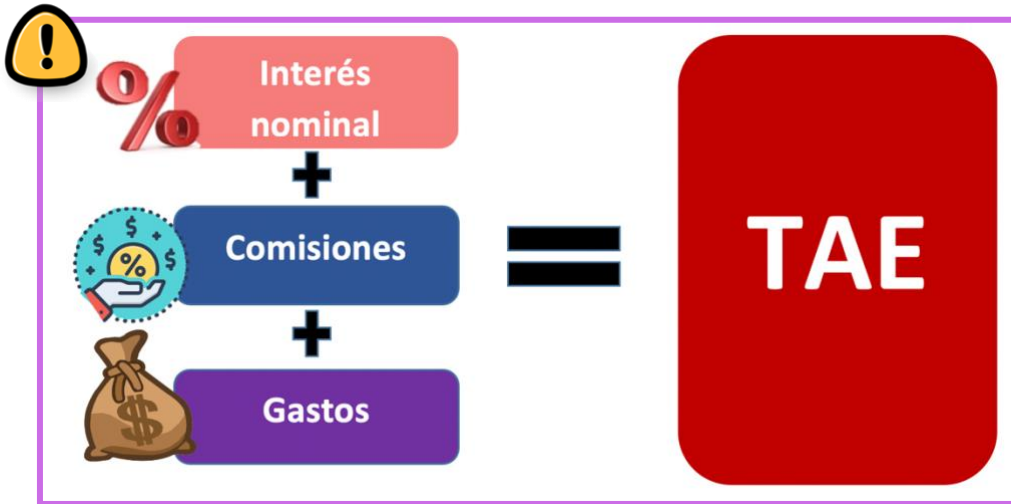 Interés
nominal
+
Comisiones
+
Gastos
=
TAE